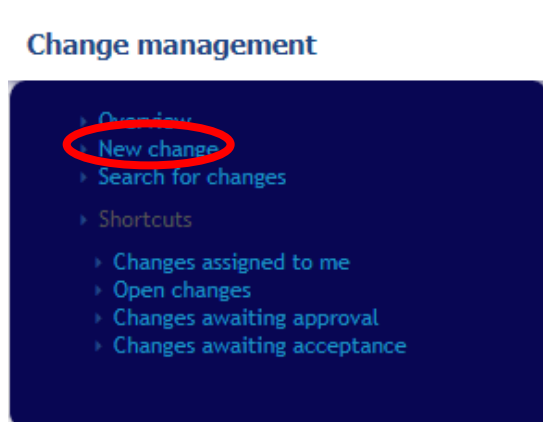 Change management
Overview
New change
Search for changes
Shortcuts
Changes assigned to me
Open changes
Changes awaiting approval
Changes awaiting acceptance